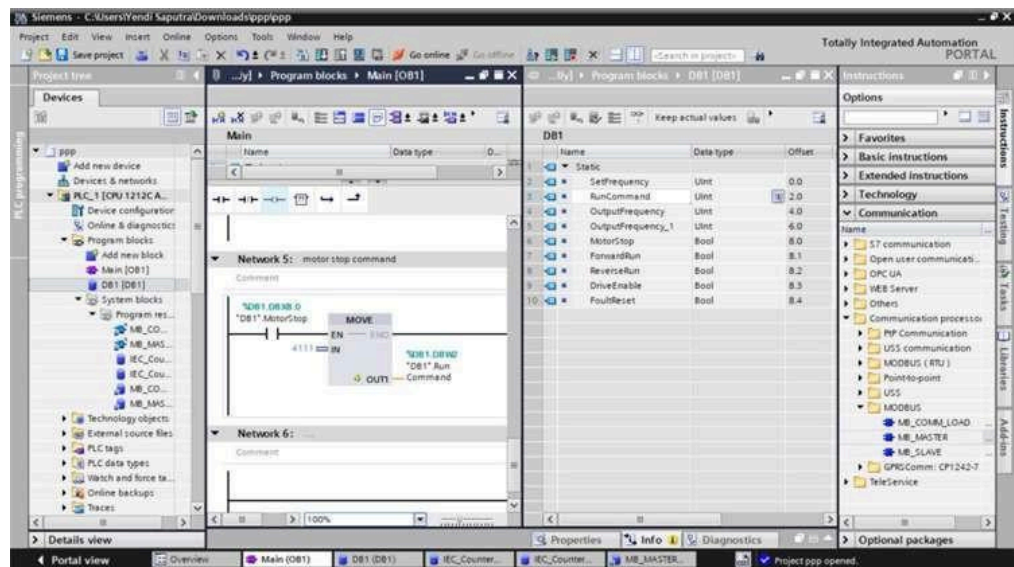 Siemens - C:\Users\Yendi Saputra\Downloads\ppp\ppp
Project Edit View Insert Online Options Tools Window Help
Totally Integrated Automation
PORTAL
Save project
Go online
Go offline
<Search in project>
Project tree
Devices
PLC programming
ppp
Add new device
Devices & networks
PLC_1 [CPU 1212C A...
Device configuration
Online & diagnostics
Program blocks
Add new block
Main [OB1]
DB1 [DB1]
System blocks
Program res...
MB_CO...
MB_MAS...
IEC_Cou...
IEC_Cou...
MB_CO...
MB_MAS...
Technology objects
External source files
PLC tags
PLC data types
Watch and force ta...
Online backups
Traces
Details view
...ly] ▸ Program blocks ▸ Main [OB1]
Main
Name Data type D...
Network 5: motor stop command
Comment
%DB1.DBX8.0
"DB1".MotorStop
MOVE
EN ENO
IN
%DB1.DBW2
"DB1".Run
Command
OUT1
Network 6: ...
Comment
100%
...ly] ▸ Program blocks ▸ DB1 [DB1]
Keep actual values
DB1
Name Data type Offset
1 Static
2 SetFrequency UInt 0.0
3 RunCommand UInt 2.0
4 OutputFrequency UInt 4.0
5 OutputFrequency_1 UInt 6.0
6 MotorStop Bool 8.0
7 ForwardRun Bool 8.1
8 ReverseRun Bool 8.2
9 DriveEnable Bool 8.3
10 FoultReset Bool 8.4
Properties Info Diagnostics
Instructions
Options
Favorites
Basic instructions
Extended instructions
Technology
Communication
Name
S7 communication
Open user communicati...
OPC UA
WEB Server
Others
Communication processor
PtP Communication
USS communication
MODBUS (RTU)
Point-to-point
USS
MODBUS
MB_COMM_LOAD
MB_MASTER
MB_SLAVE
GPRSComm: CP1242-7
TeleService
Optional packages
Instructions
Testing
Tasks
Libraries
Add-ins
Portal view
Overview
Main (OB1)
DB1 (DB1)
IEC_Counter...
IEC_Counter...
MB_MASTER...
Project ppp opened.